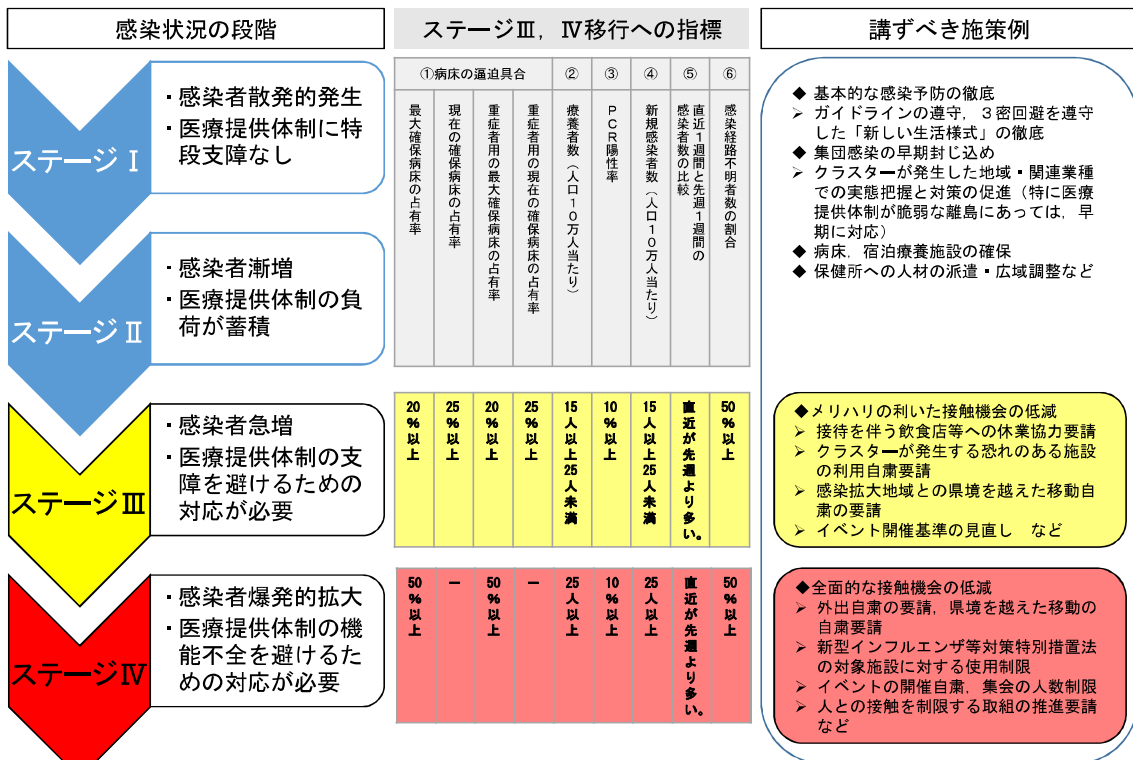 感染状況の段階
ステージⅢ，Ⅳ移行への指標
講ずべき施策例
ステージⅠ
・感染者散発的発生
・医療提供体制に特
段支障なし
ステージⅡ
・感染者漸増
・医療提供体制の負
荷が蓄積
ステージⅢ
・感染者急増
・医療提供体制の支
障を避けるための
対応が必要
ステージⅣ
・感染者爆発的拡大
・医療提供体制の機
能不全を避けるた
めの対応が必要
①病床の逼迫具合
②
③
④
⑤
⑥
最大確保病床の占有率
現在の確保病床の占有率
重症者用の最大確保病床の占有率
重症者用の現在の確保病床の占有率
療養者数（人口１０万人当たり）
ＰＣＲ陽性率
新規感染者数（人口１０万人当たり）
直近１週間と先週１週間の
感染者数の比較
感染経路不明者数の割合
20％以上
25％以上
20％以上
25％以上
15人以上25人未満
10％以上
15人以上25人未満
直近が先週より多い。
50％以上
50％以上
－
50％以上
－
25人以上
10％以上
25人以上
直近が先週より多い。
50％以上
◆ 基本的な感染予防の徹底
➢ ガイドラインの遵守，３密回避を遵守
した「新しい生活様式」の徹底
◆ 集団感染の早期封じ込め
➢ クラスターが発生した地域・関連業種
での実態把握と対策の促進（特に医療
提供体制が脆弱な離島にあっては，早
期に対応）
◆ 病床，宿泊療養施設の確保
◆ 保健所への人材の派遣・広域調整など
◆メリハリの利いた接触機会の低減
➢ 接待を伴う飲食店等への休業協力要請
➢ クラスターが発生する恐れのある施設
の利用自粛要請
➢ 感染拡大地域との県境を越えた移動自
粛の要請
➢ イベント開催基準の見直し　など
◆全面的な接触機会の低減
➢ 外出自粛の要請，県境を越えた移動の
自粛要請
➢ 新型インフルエンザ等対策特別措置法
の対象施設に対する使用制限
➢ イベントの開催自粛，集会の人数制限
➢ 人との接触を制限する取組の推進要請
など